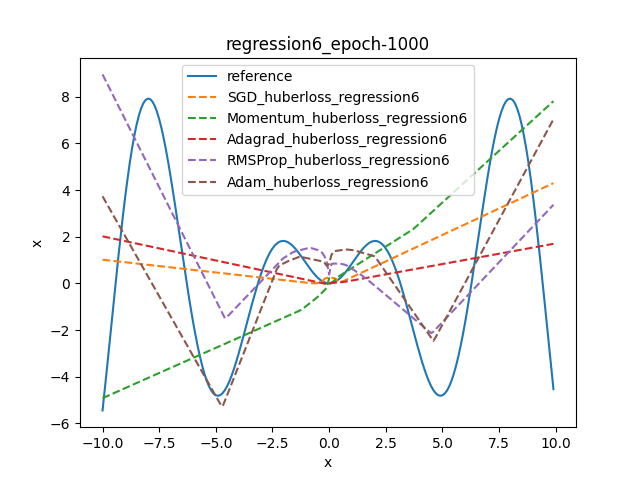 regression6_epoch-1000
reference
SGD_huberloss_regression6
Momentum_huberloss_regression6
Adagrad_huberloss_regression6
RMSProp_huberloss_regression6
Adam_huberloss_regression6
x
8
6
4
2
0
−2
−4
−6
−10.0 −7.5 −5.0 −2.5 0.0 2.5 5.0 7.5 10.0
x